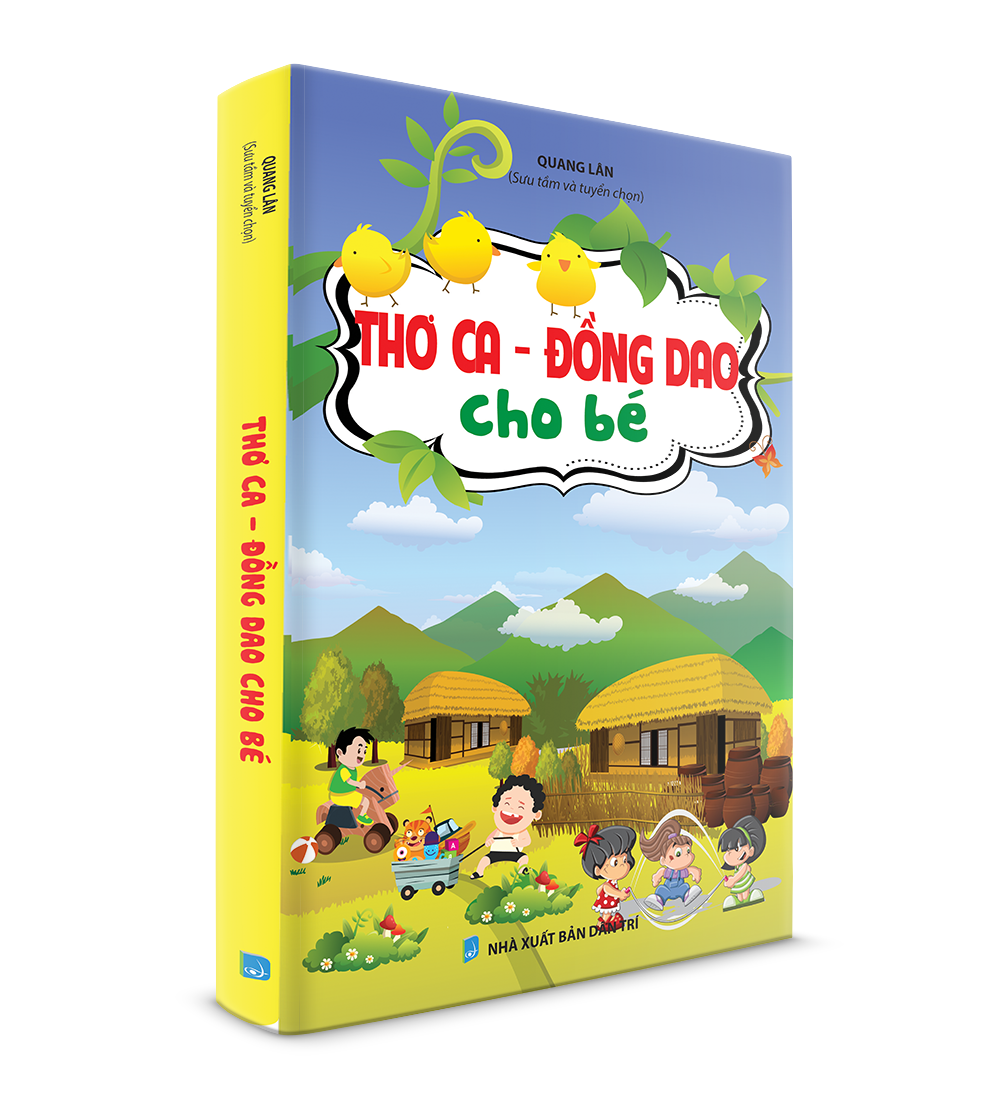 QUANG LÂN
(Sưu tầm và tuyển chọn)
THƠ CA - ĐỒNG DAO CHO BÉ
QUANG LÂN
(Sưu tầm và tuyển chọn)
THƠ CA - ĐỒNG DAO
cho bé
A
NHÀ XUẤT BẢN DÂN TRÍ